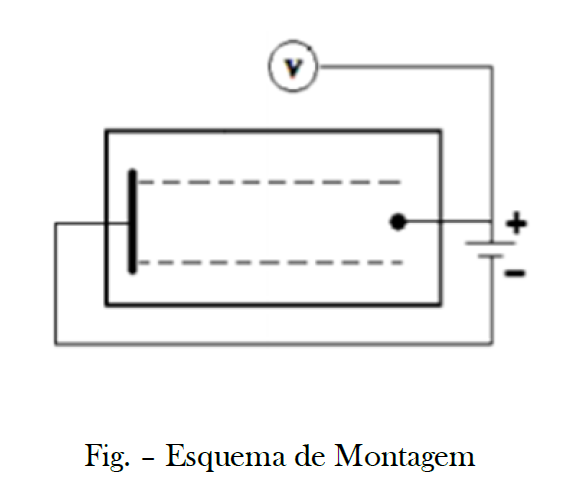 V
+
–
Fig. – Esquema de Montagem